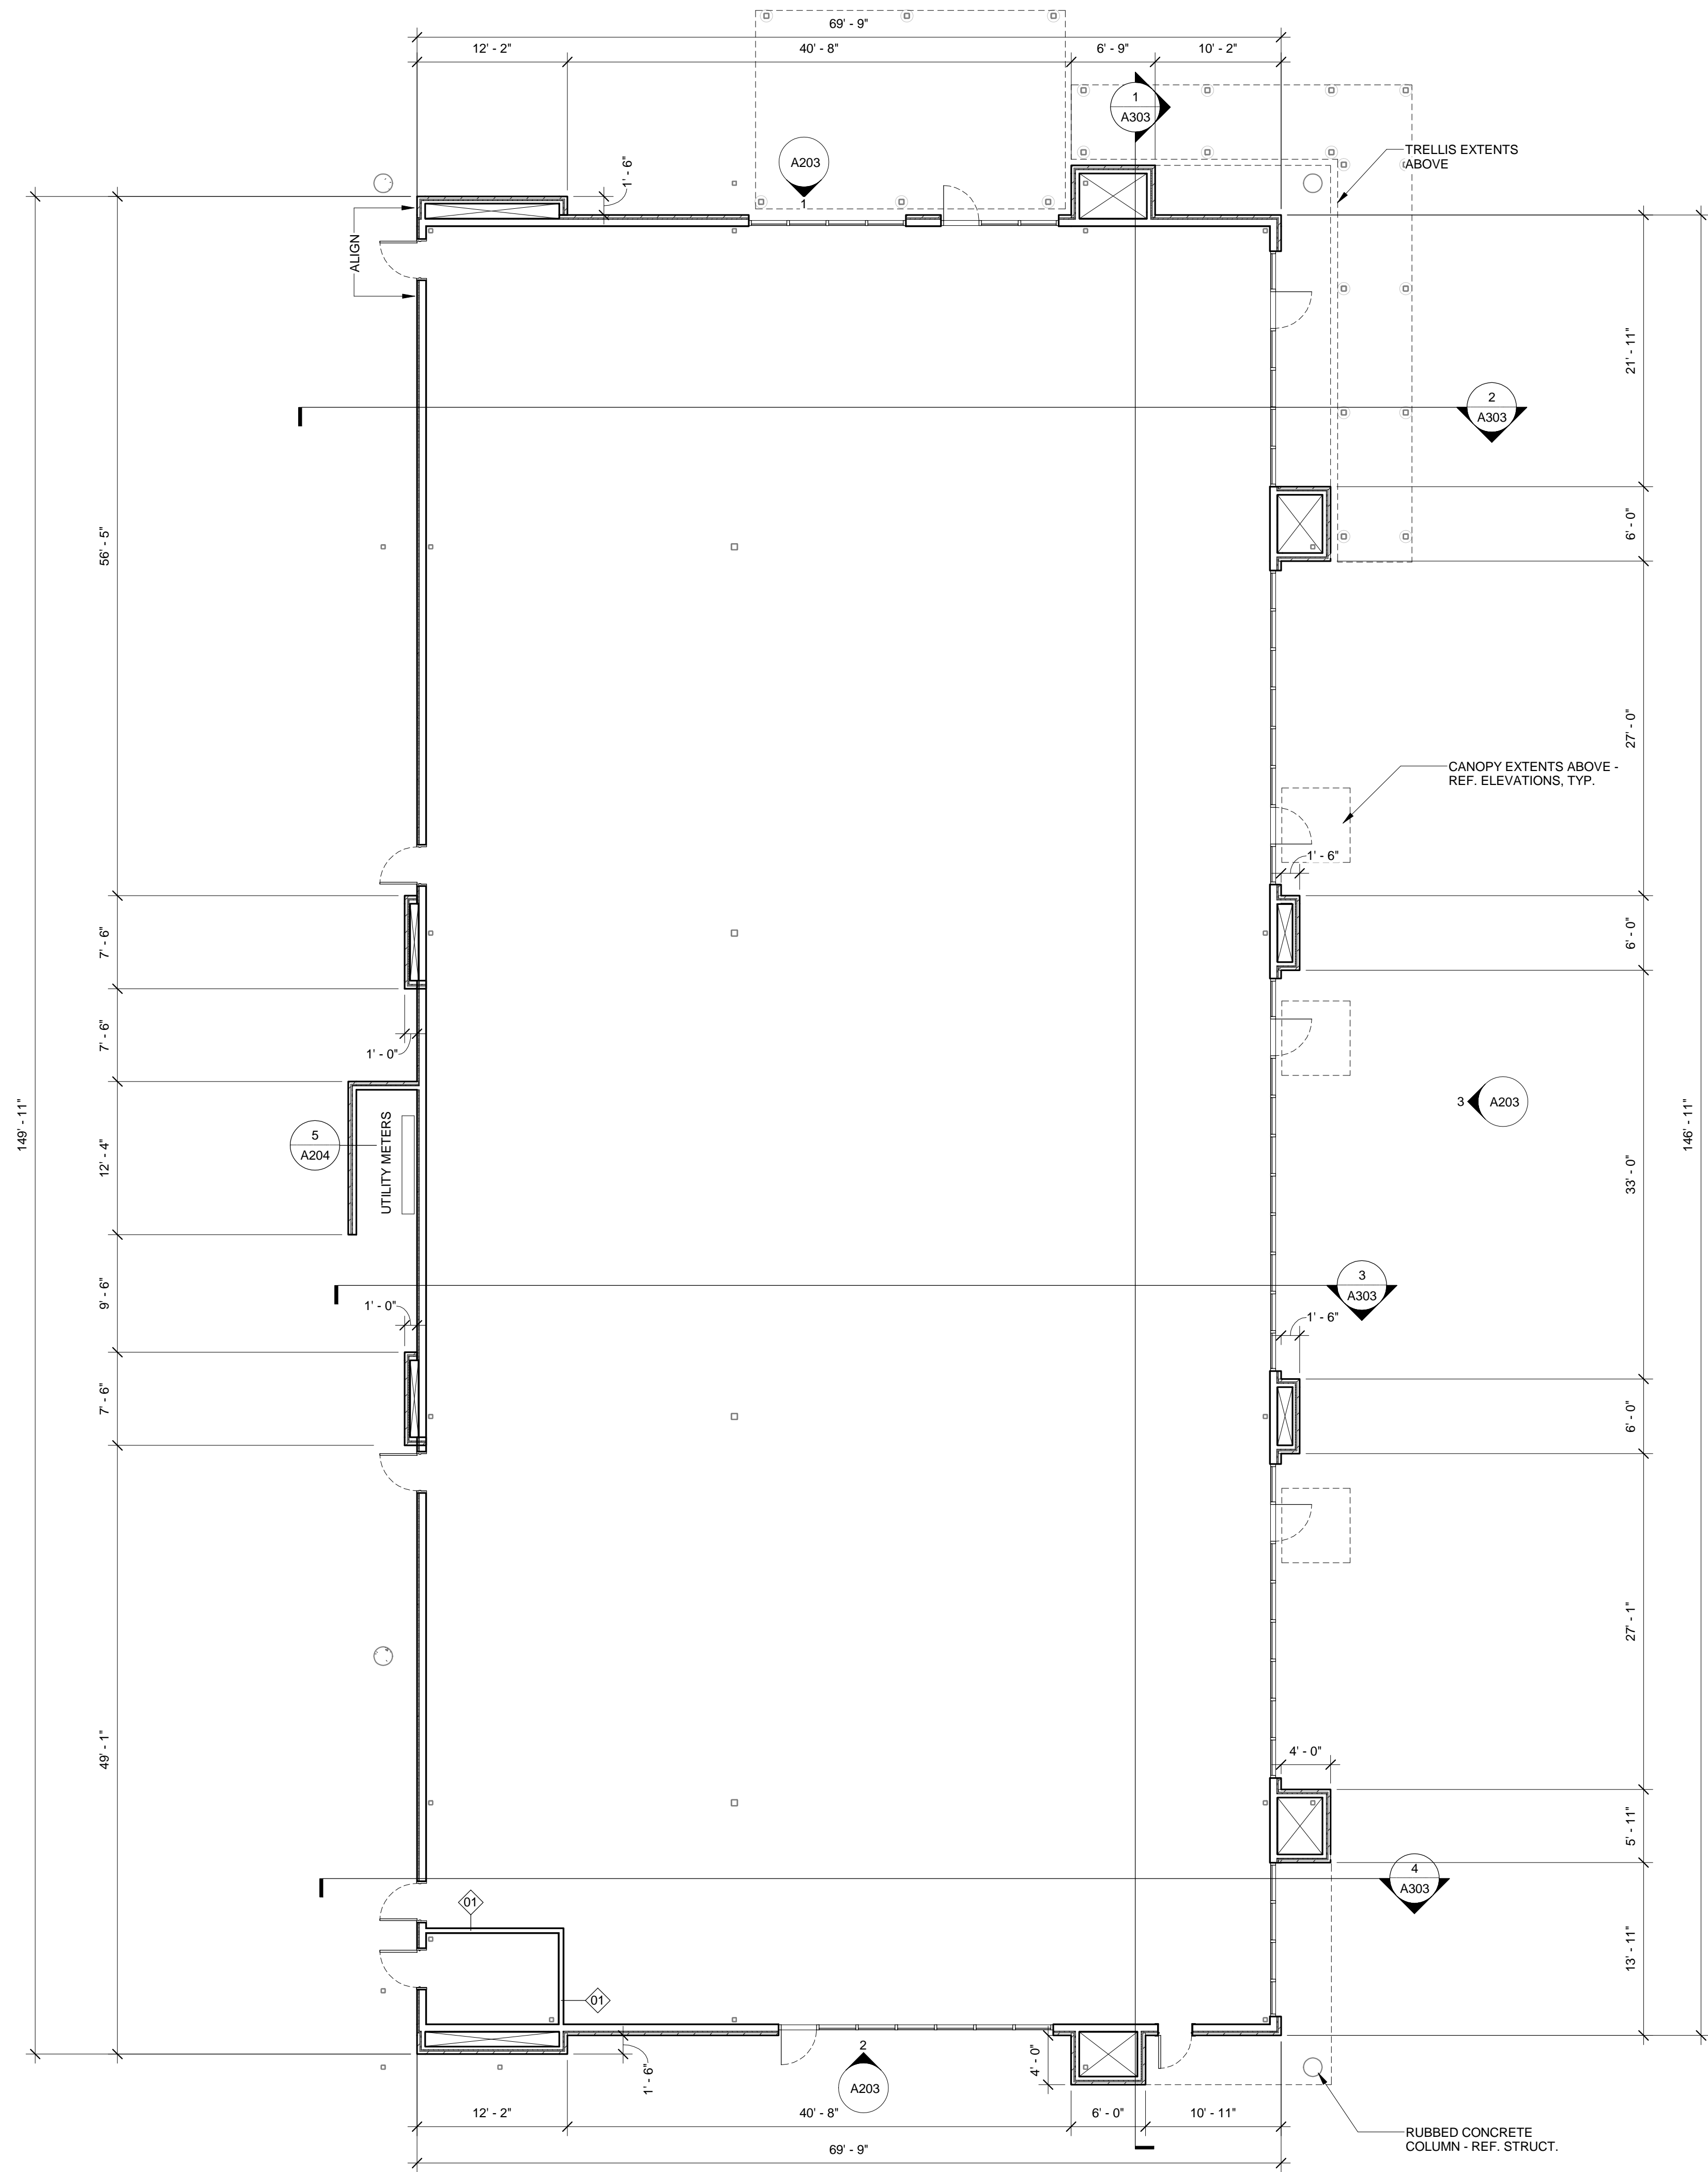 69' - 9"
12' - 2"
40' - 8"
6' - 9"
10' - 2"
1
A303
TRELLIS EXTENTS
ABOVE
A203
1
1' - 6"
ALIGN
21' - 11"
2
A303
6' - 0"
56' - 5"
27' - 0"
CANOPY EXTENTS ABOVE -
REF. ELEVATIONS, TYP.
1' - 6"
7' - 6"
6' - 0"
7' - 6"
1' - 0"
149' - 11"
3
A203
146' - 11"
5
A204
UTILITY METERS
12' - 4"
33' - 0"
9' - 6"
1' - 0"
3
A303
1' - 6"
7' - 6"
6' - 0"
27' - 1"
49' - 1"
4' - 0"
5' - 11"
4
A303
01
13' - 11"
01
2
A203
1' - 6"
4' - 0"
12' - 2"
40' - 8"
6' - 0"
10' - 11"
69' - 9"
RUBBED CONCRETE
COLUMN - REF. STRUCT.